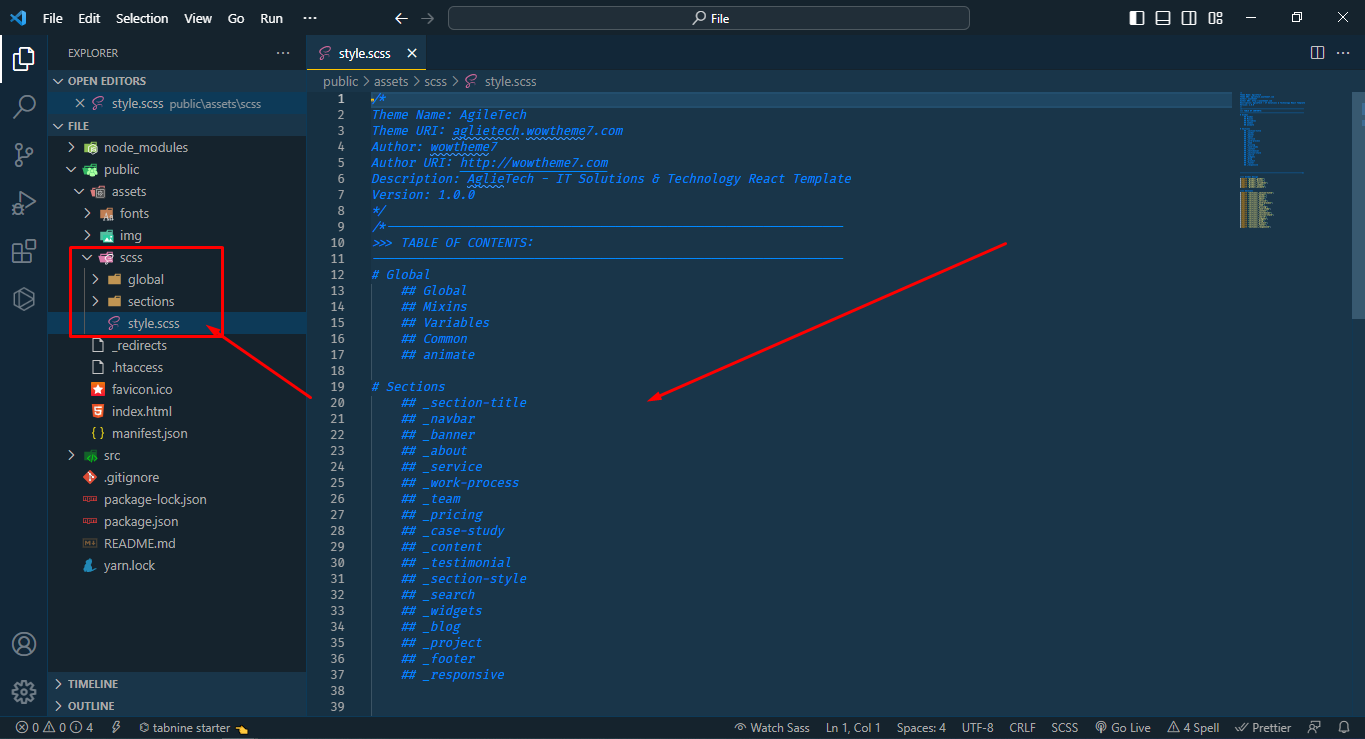 File Edit Selection View Go Run ··· File
EXPLORER ···
OPEN EDITORS
style.scss public\assets\scss
FILE
node_modules
public
assets
fonts
img
scss
global
sections
style.scss
_redirects
.htaccess
favicon.ico
index.html
manifest.json
src
.gitignore
package-lock.json
package.json
README.md
yarn.lock
TIMELINE
OUTLINE
style.scss
public > assets > scss > style.scss
1 /*
2 Theme Name: AgileTech
3 Theme URI: aglietech.wowtheme7.com
4 Author: wowtheme7
5 Author URI: http://wowtheme7.com
6 Description: AglieTech - IT Solutions & Technology React Template
7 Version: 1.0.0
8 */
9 /*----------------------------------------------------------------
10 >>> TABLE OF CONTENTS:
11 ----------------------------------------------------------------
12 # Global
13 ## Global
14 ## Mixins
15 ## Variables
16 ## Common
17 ## animate
18
19 # Sections
20 ## _section-title
21 ## _navbar
22 ## _banner
23 ## _about
24 ## _service
25 ## _work-process
26 ## _team
27 ## _pricing
28 ## _case-study
29 ## _content
30 ## _testimonial
31 ## _section-style
32 ## _search
33 ## _widgets
34 ## _blog
35 ## _project
36 ## _footer
37 ## _responsive
38
39
0 0 4 tabnine starter Watch Sass Ln 1, Col 1 Spaces: 4 UTF-8 CRLF SCSS Go Live 4 Spell Prettier